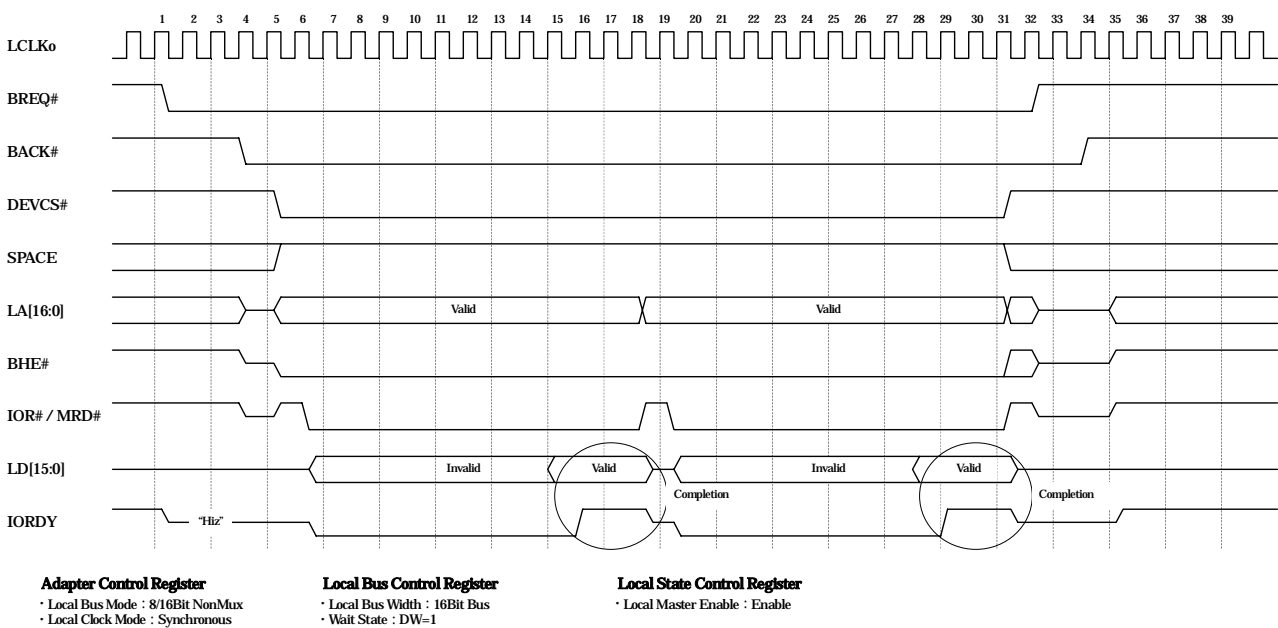 1 2 3 4 5 6 7 8 9 10 11 12 13 14 15 16 17 18 19 20 21 22 23 24 25 26 27 28 29 30 31 32 33 34 35 36 37 38 39
LCLKo
BREQ#
BACK#
DEVCS#
SPACE
LA[16:0] Valid Valid
BHE#
IOR# / MRD#
LD[15:0] Invalid Valid Invalid Valid
Completion Completion
IORDY "Hiz"
Adapter Control Register Local Bus Control Register Local State Control Register
・Local Bus Mode : 8/16Bit NonMux ・Local Bus Width : 16Bit Bus ・Local Master Enable : Enable
・Local Clock Mode : Synchronous ・Wait State : DW=1